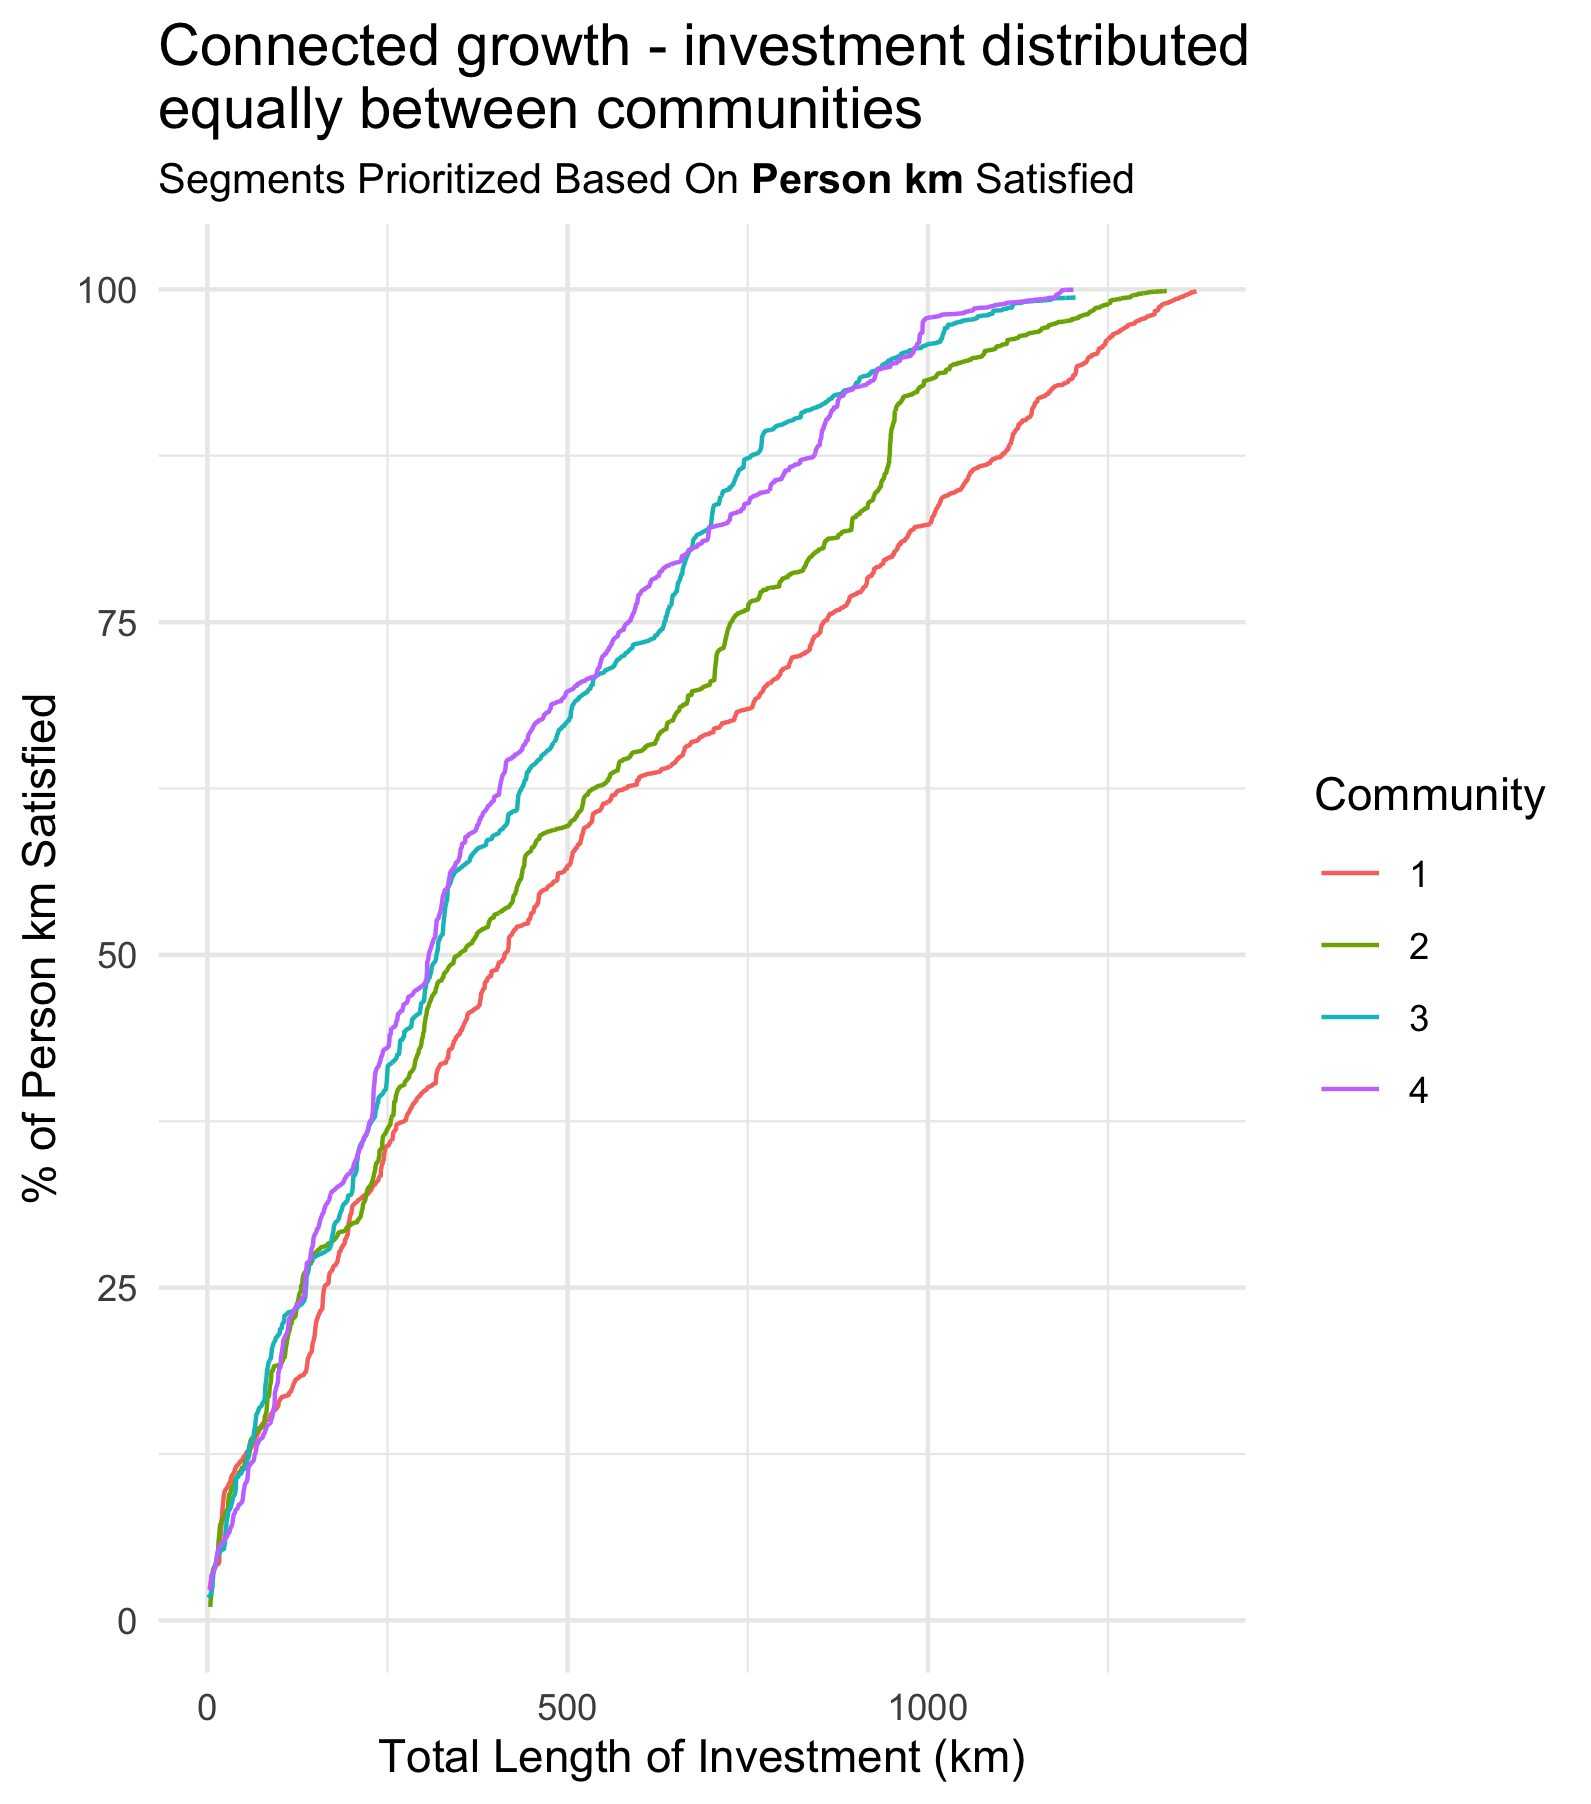 Connected growth - investment distributed
equally between communities
Segments Prioritized Based On Person km Satisfied
% of Person km Satisfied
100
75
50
25
0
0
500
1000
Total Length of Investment (km)
Community
1
2
3
4